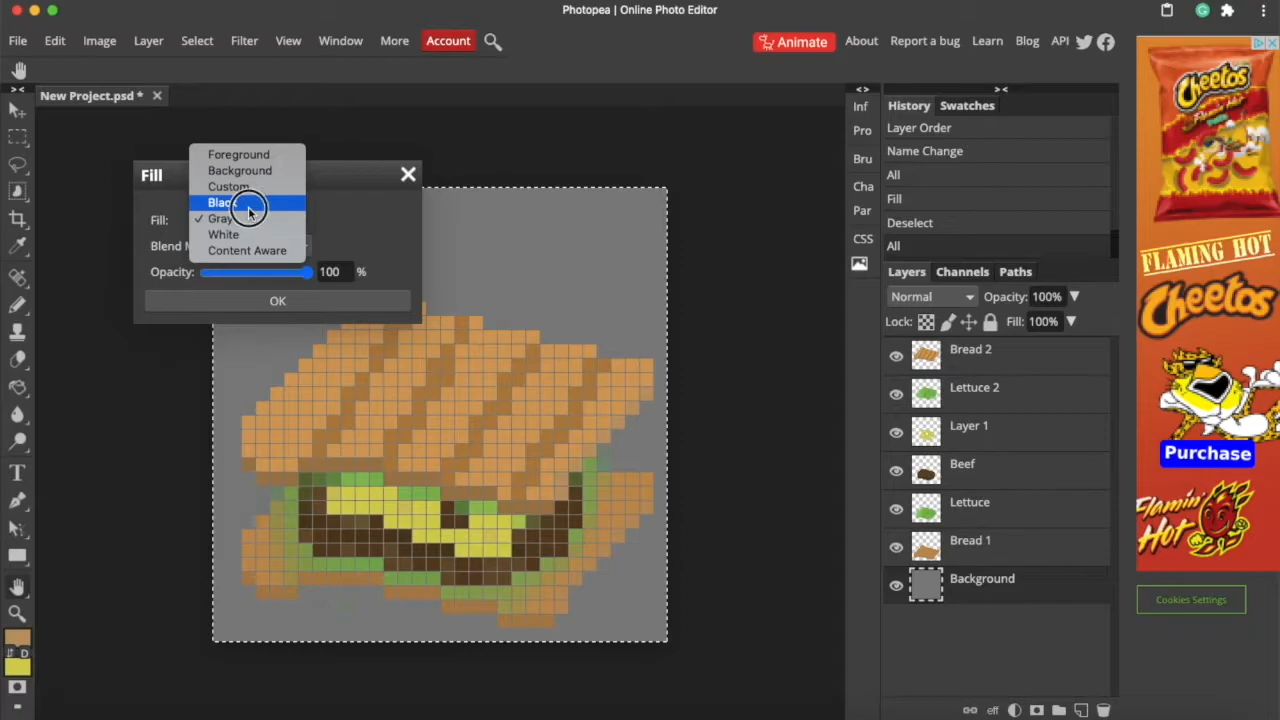 Photopea | Online Photo Editor
File Edit Image Layer Select Filter View Window More Account
Animate About Report a bug Learn Blog API
New Project.psd *
Fill
Foreground
Background
Custom
Fill:
Gray
White
Content Aware
Opacity: 100 %
OK
Inf
Pro
Bru
Cha
Par
CSS
History Swatches
Layer Order
Name Change
All
Fill
Deselect
All
Layers Channels Paths
Normal Opacity: 100%
Lock: Fill: 100%
Bread 2
Lettuce 2
Layer 1
Beef
Lettuce
Bread 1
Background
eff
D
Cheetos
FLAMING HOT
Cheetos
Purchase
Flamin' Hot
Cookies Settings